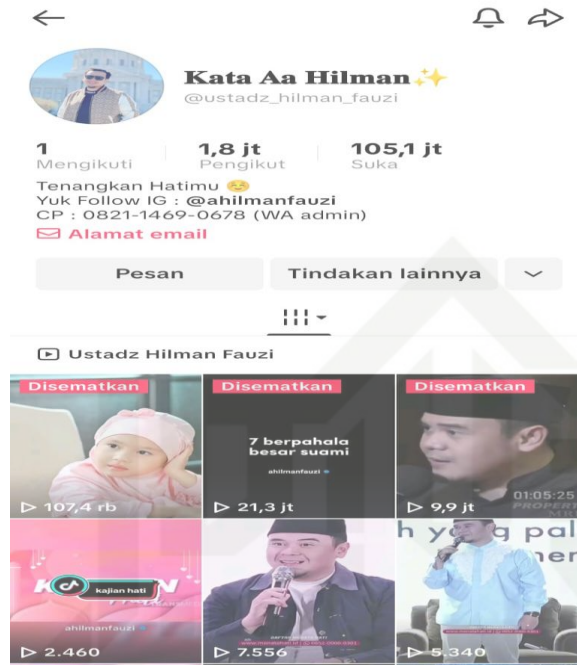 Kata Aa Hilman✨
@ustadz_hilman_fauzi
1 1,8 jt 105,1 jt
Mengikuti Pengikut Suka
Tenangkan Hatimu ☺️
Yuk Follow IG : @ahilmanfauzi
CP : 0821-1469-0678 (WA admin)
Alamat email
Pesan Tindakan lainnya
Ustadz Hilman Fauzi
Disematkan Disematkan Disematkan
7 berpahala
besar suami
ahilmanfauzi
01:05:25
PROPERT
107,4 rb 21,3 jt 9,9 jt
kajian hati
ahilmanfauzi
2.460 7.556 5.340